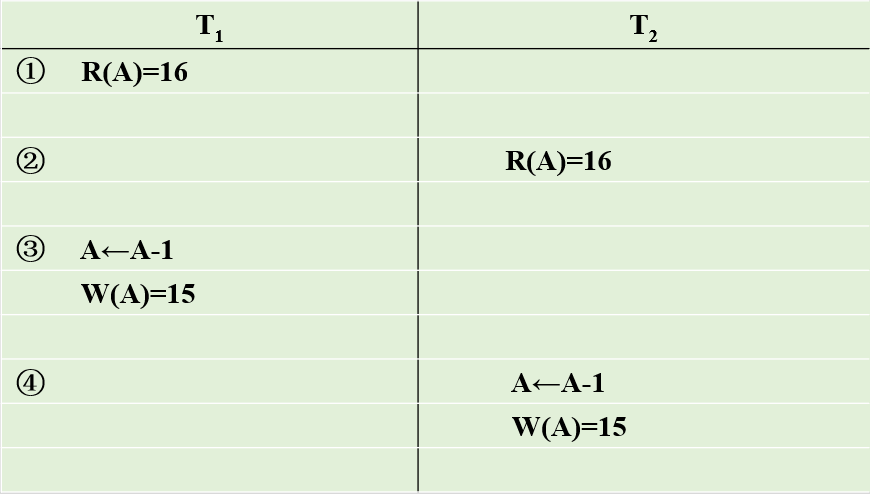 T₁ T₂
① R(A)=16
② R(A)=16
③ A←A-1
W(A)=15
④ A←A-1
W(A)=15